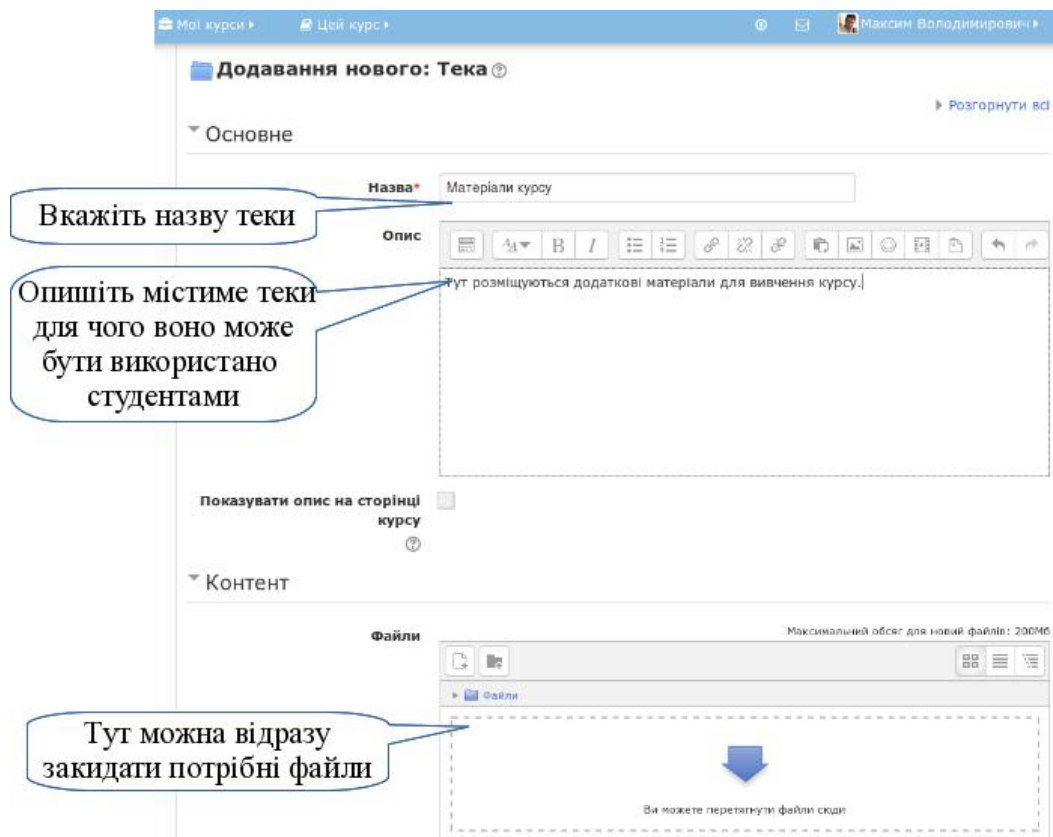 Мої курси
Цей курс
Максим Володимирович
Додавання нового: Тека
Розгорнути всі
Основне
Назва*
Матеріали курсу
Вкажіть назву теки
Опис
B I
Тут розміщуються додаткові матеріали для вивчення курсу.
Опишіть містиме теки
для чого воно може
бути використано
студентами
Показувати опис на сторінці
курсу
Контент
Файли
Максимальний обсяг для новий файлів: 200Мб
Файли
Тут можна відразу
закидати потрібні файли
Ви можете перетягнути файли сюди